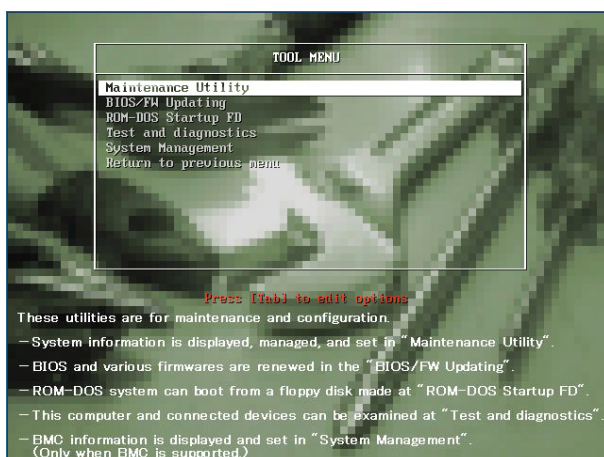 TOOL MENU
Maintenance Utility
BIOS/FW Updating
ROM-DOS Startup FD
Test and diagnostics
System Management
Return to previous menu
Press [Tab] to edit options
These utilities are for maintenance and configuration.
—System information is displayed, managed, and set in "Maintenance Utility".
—BIOS and various firmwares are renewed in the "BIOS/FW Updating".
—ROM-DOS system can boot from a floppy disk made at "ROM-DOS Startup FD".
—This computer and connected devices can be examined at "Test and diagnostics".
—BMC information is displayed and set in "System Management".
(Only when BMC is supported.)